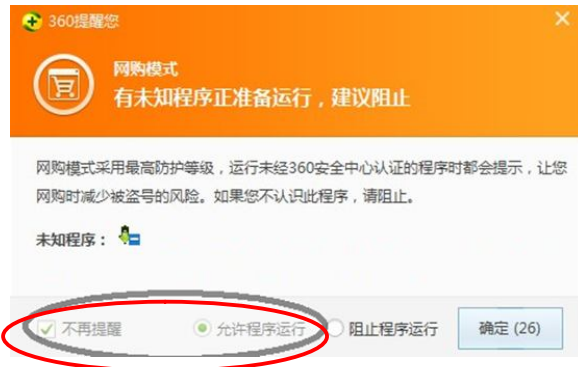 360提醒您
网购模式
有未知程序正准备运行，建议阻止
网购模式采用最高防护等级，运行未经360安全中心认证的程序时都会提示，让您
网购时减少被盗号的风险。如果您不认识此程序，请阻止。
未知程序：
不再提醒 允许程序运行 阻止程序运行 确定 (26)